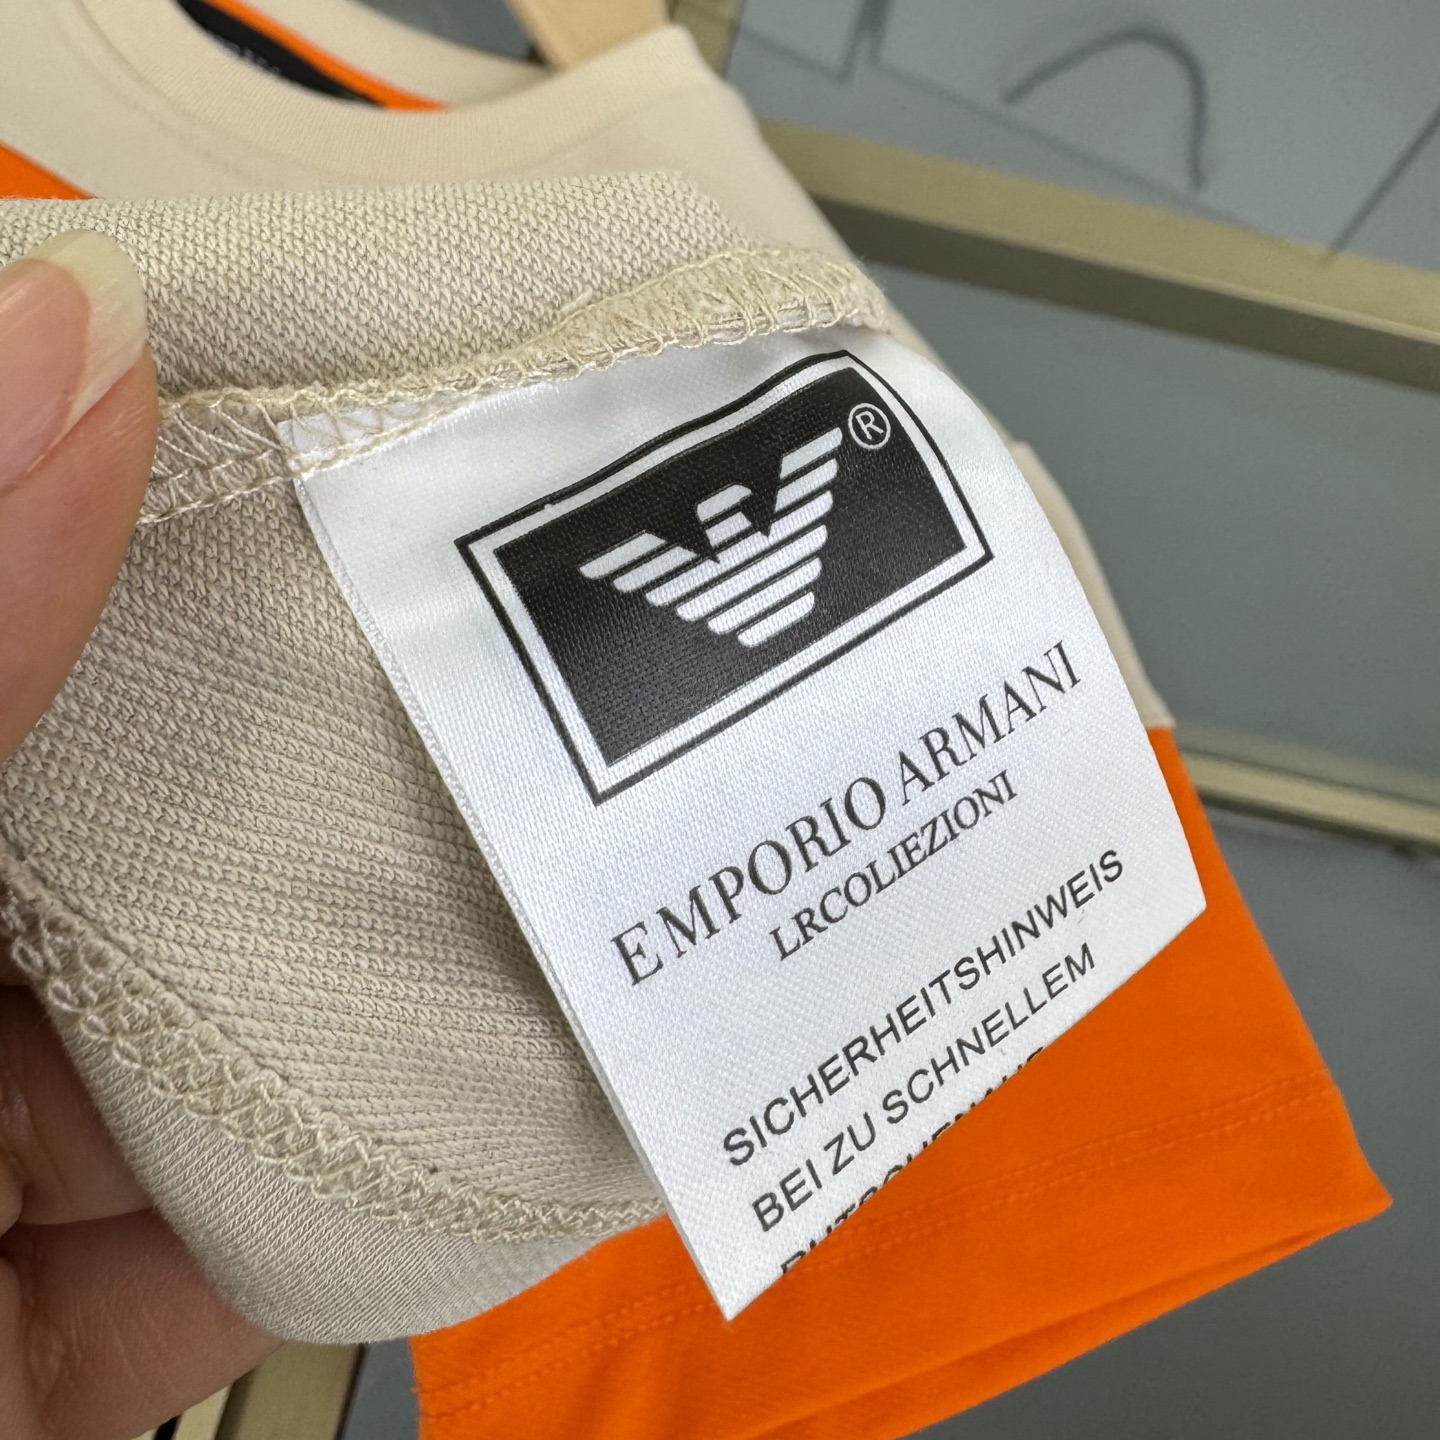 ®
EMPORIO ARMANI
LRCOLIEZIONI
SICHERHEITSHINWEIS
BEI ZU SCHNELLEM